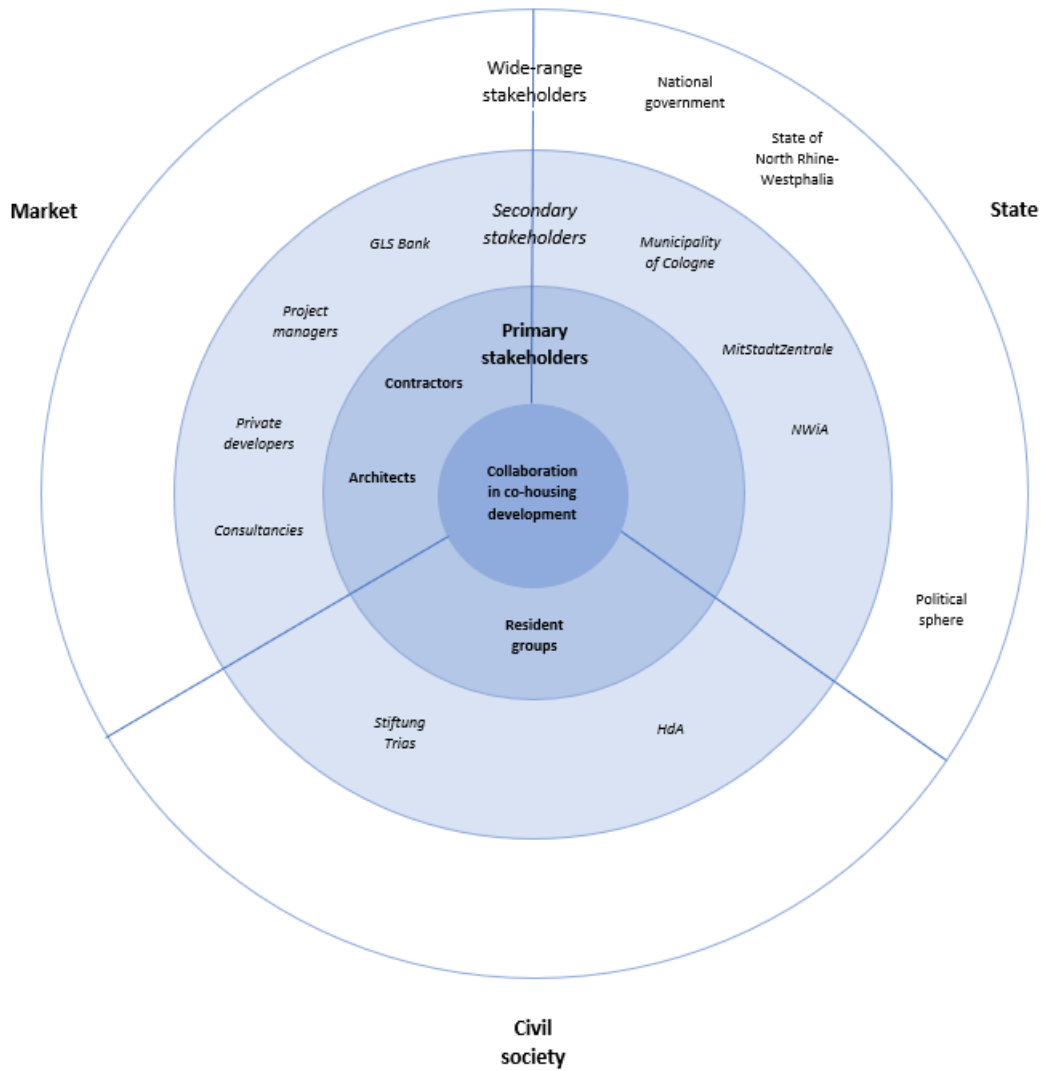 Wide-range
stakeholders
National
government
State of
North Rhine-
Westphalia
Market
State
Secondary
stakeholders
GLS Bank
Municipality
of Cologne
Project
managers
Primary
stakeholders
MitStadtZentrale
Contractors
Private
developers
NWiA
Architects
Collaboration
in co-housing
development
Consultancies
Political
sphere
Resident
groups
Stiftung
Trias
HdA
Civil
society